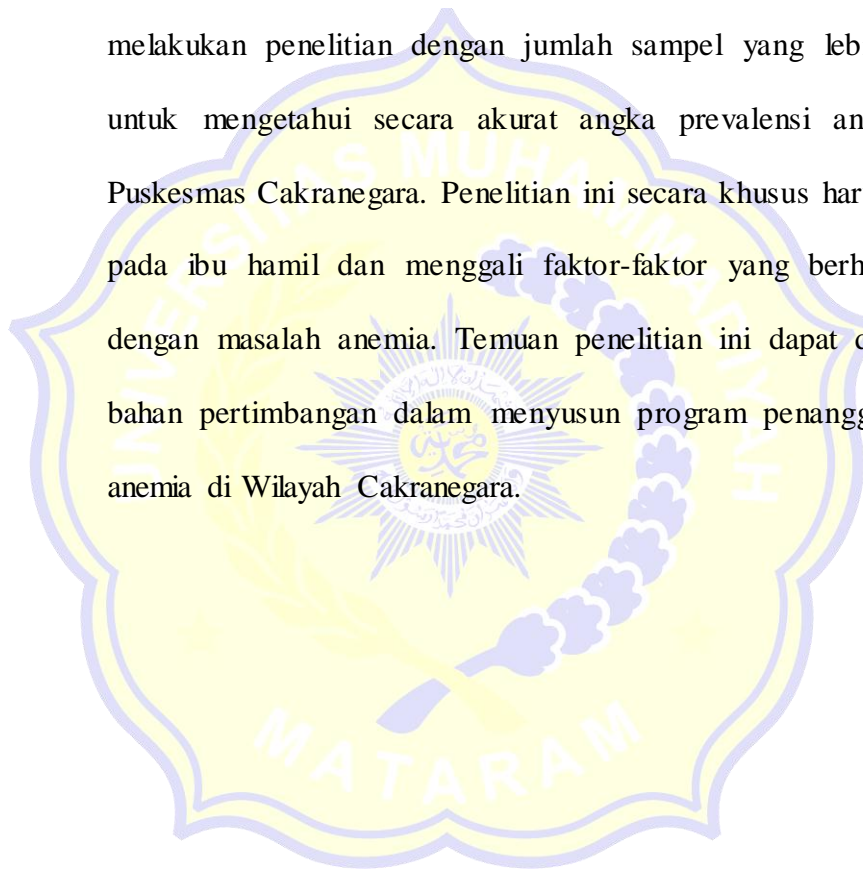 melakukan penelitian dengan jumlah sampel yang leb
untuk mengetahui secara akurat angka prevalensi an
Puskesmas Cakranegara. Penelitian ini secara khusus har
pada ibu hamil dan menggali faktor-faktor yang berh
dengan masalah anemia. Temuan penelitian ini dapat d
bahan pertimbangan dalam menyusun program penangg
anemia di Wilayah Cakranegara.
UNIVERSITAS MUHAMMADIYAH
MATARAM